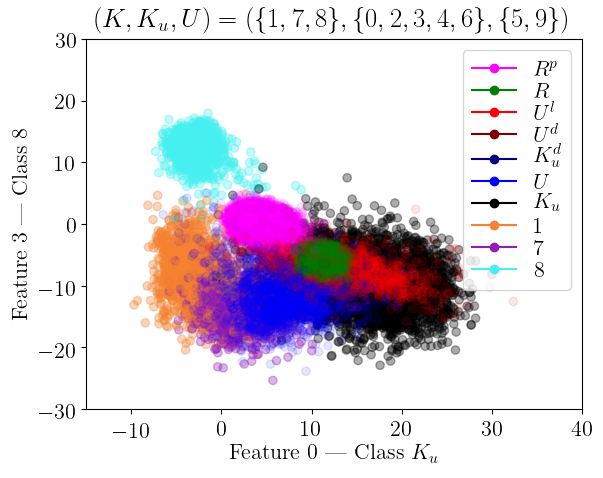 (K, K_u, U) = ({1, 7, 8}, {0, 2, 3, 4, 6}, {5, 9})
30
20
10
0
−10
−20
−30
Feature 3 — Class 8
R^p
R
U^l
U^d
K_u^d
U
K_u
1
7
8
−10
0
10
20
30
40
Feature 0 — Class K_u